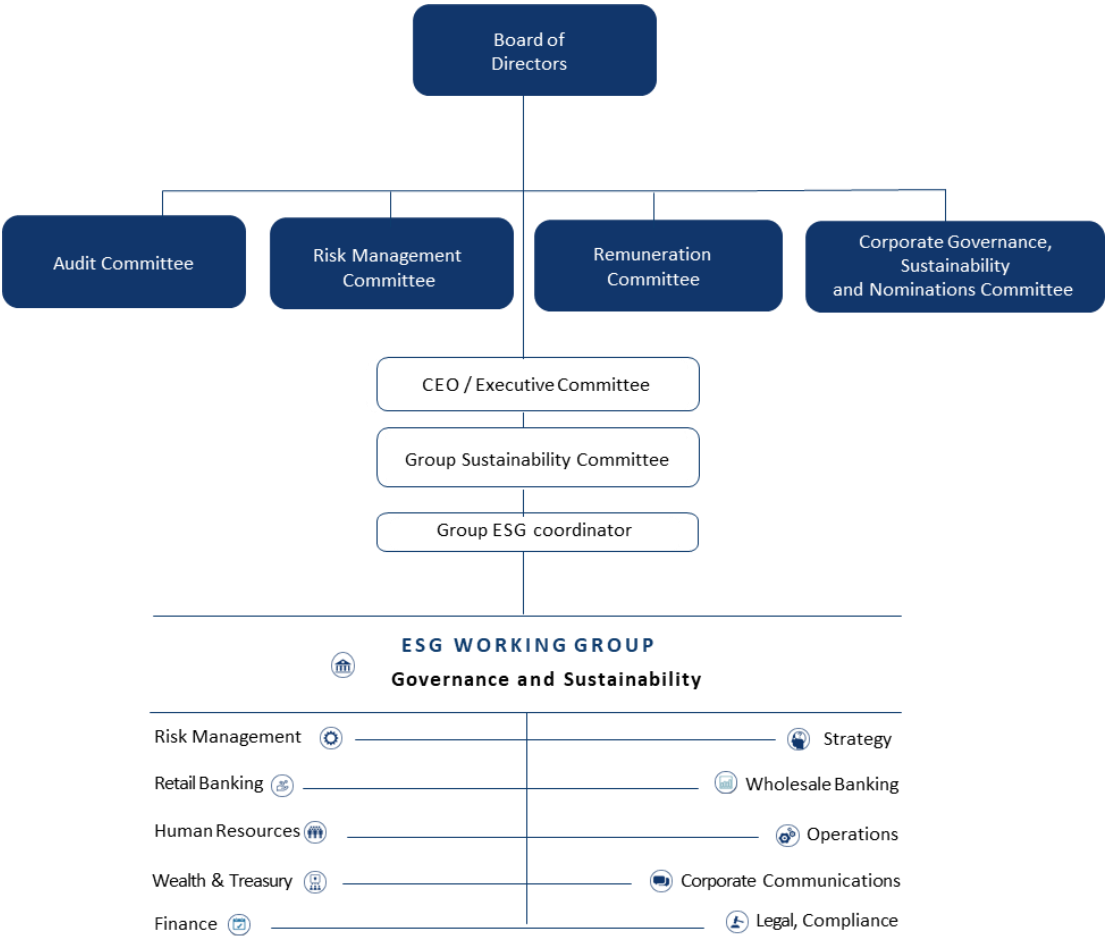 Board of
Directors
Audit Committee
Risk Management
Committee
Remuneration
Committee
Corporate Governance,
Sustainability
and Nominations Committee
CEO / Executive Committee
Group Sustainability Committee
Group ESG coordinator
ESG WORKING GROUP
Governance and Sustainability
Risk Management
Strategy
Retail Banking
Wholesale Banking
Human Resources
Operations
Wealth & Treasury
Corporate Communications
Finance
Legal, Compliance